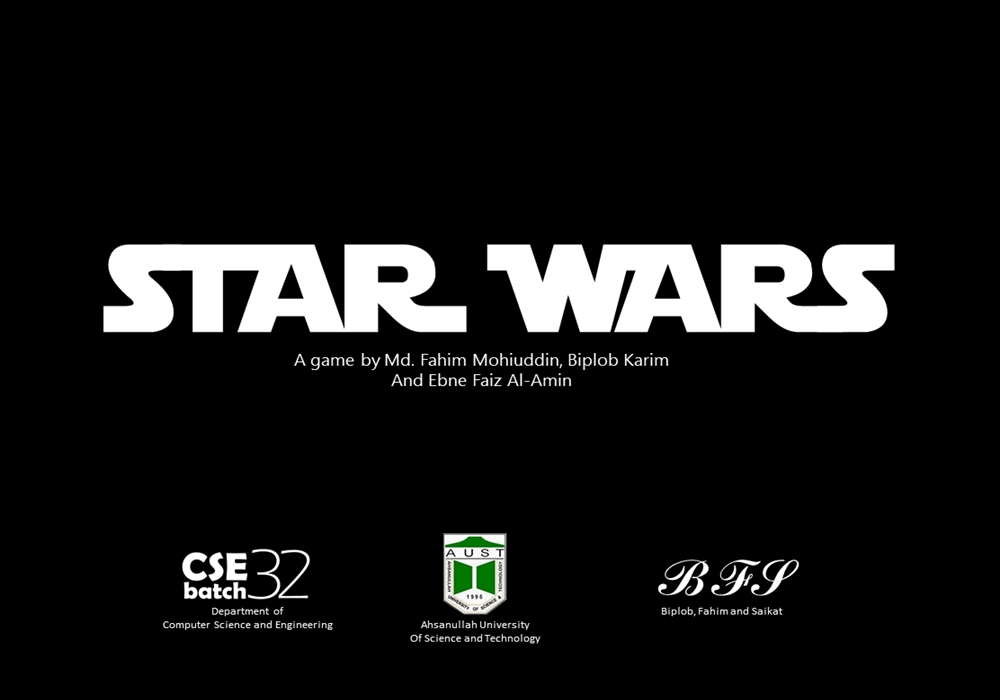 STAR WARS
A game by Md. Fahim Mohiuddin, Biplob Karim
And Ebne Faiz Al-Amin
CSE 32
batch
Department of
Computer Science and Engineering
AUST
AHSANULLAH UNIVERSITY OF SCIENCE & TECHNOLOGY
1995
Ahsanullah University
Of Science and Technology
BFS
Biplob, Fahim and Saikat